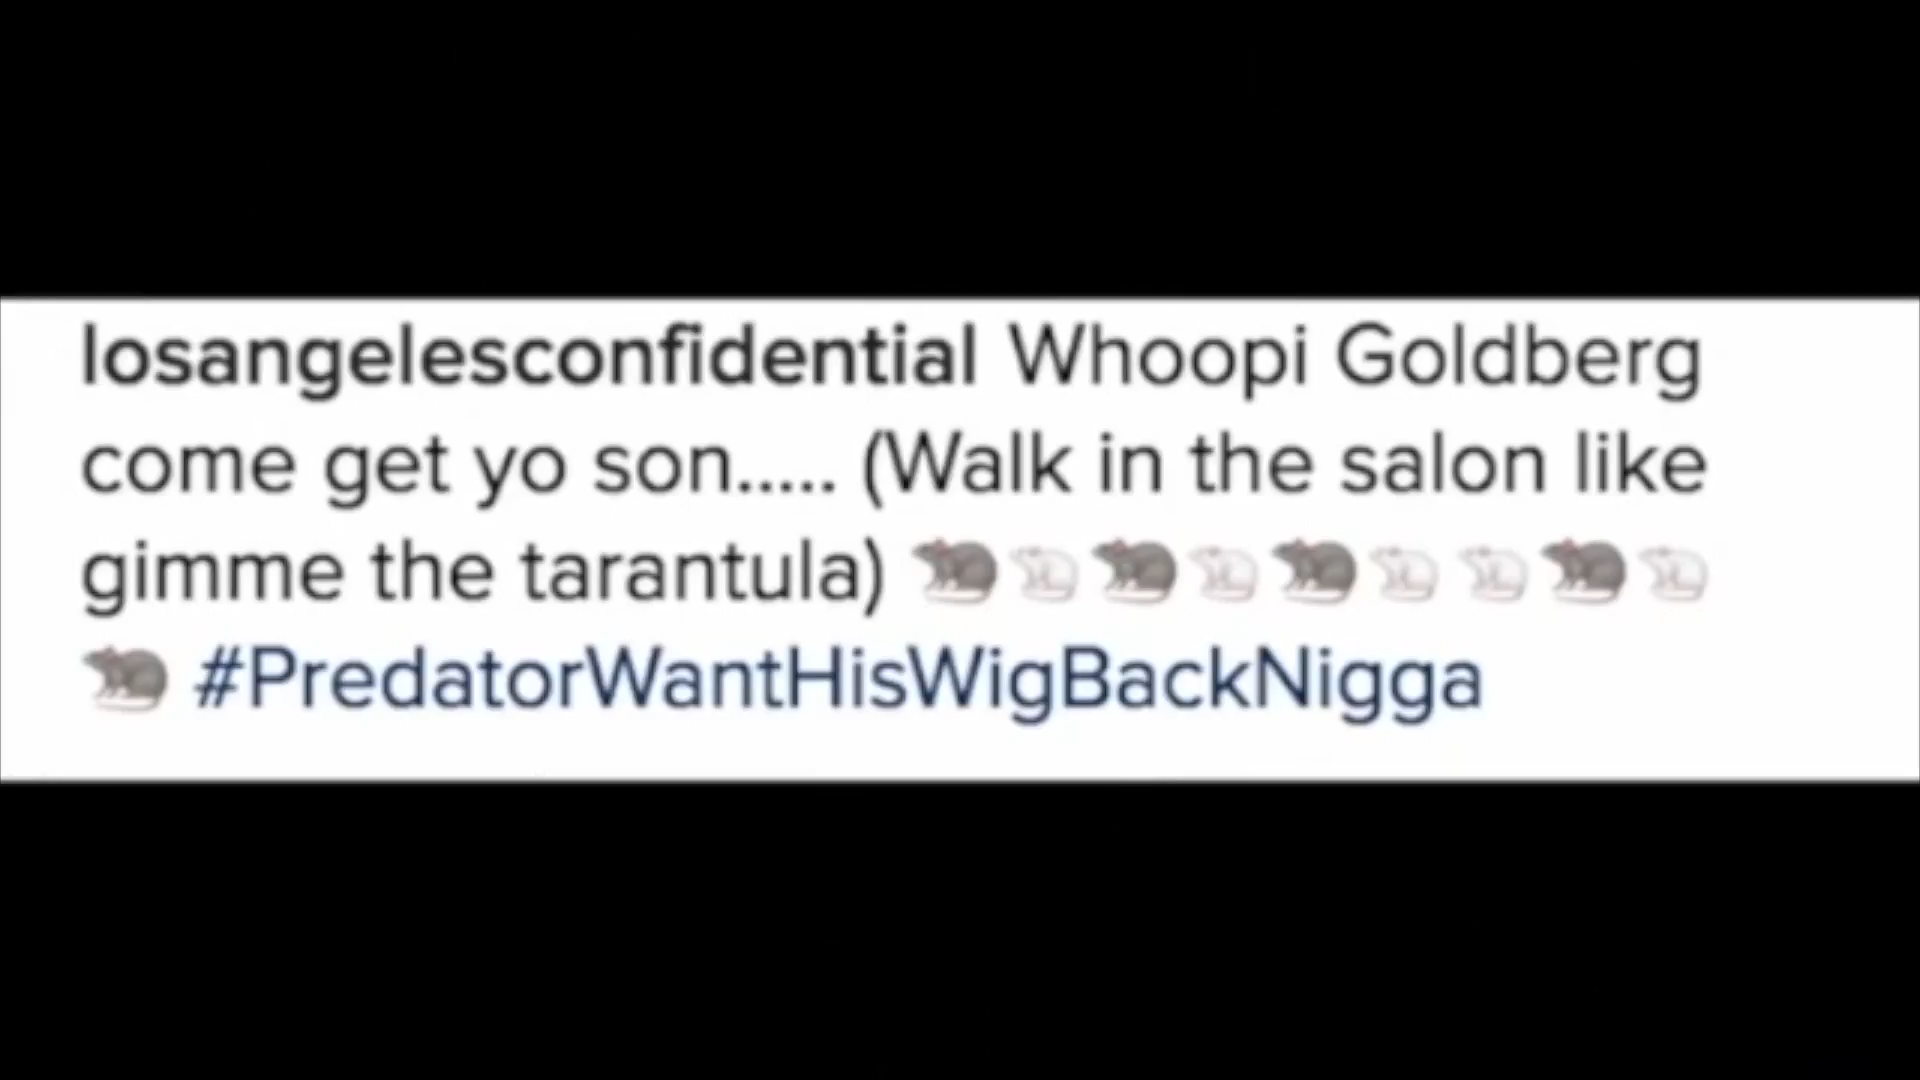 losangelesconfidential Whoopi Goldberg
come get yo son..... (Walk in the salon like
gimme the tarantula) 🐀🐁🐀🐁🐀🐁🐁🐀🐁
🐀 #PredatorWantHisWigBackNigga